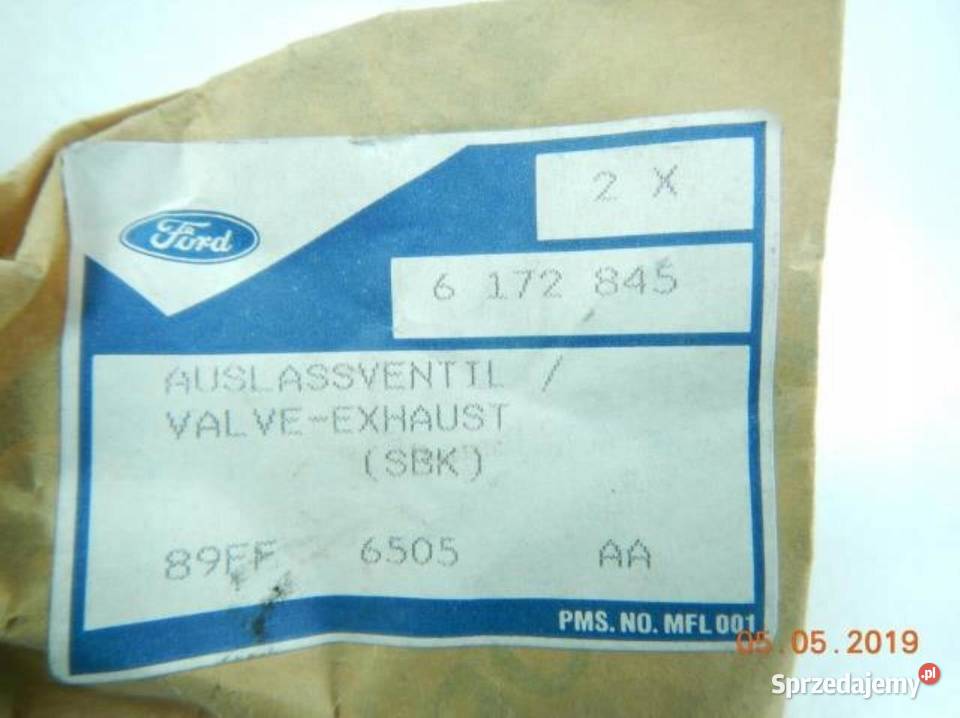 Ford
2 X
6 172 845
AUSLASSVENTIL /
VALVE-EXHAUST
(SBK)
89FF 6505 AA
PMS. NO. MFL 001
05.05.2019
Sprzedajemy.pl